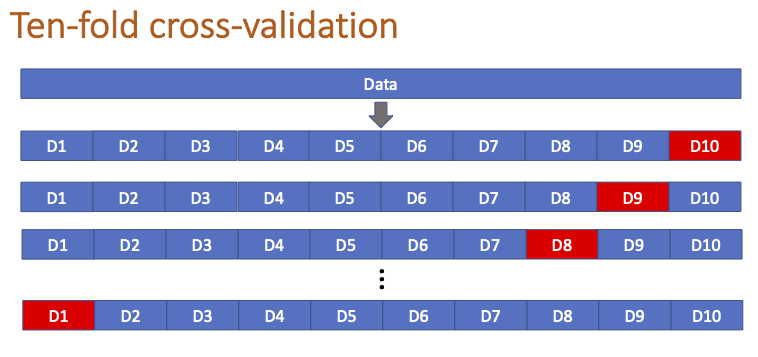 Ten-fold cross-validation
Data
D1 D2 D3 D4 D5 D6 D7 D8 D9 D10
D1 D2 D3 D4 D5 D6 D7 D8 D9 D10
D1 D2 D3 D4 D5 D6 D7 D8 D9 D10
⋮
D1 D2 D3 D4 D5 D6 D7 D8 D9 D10